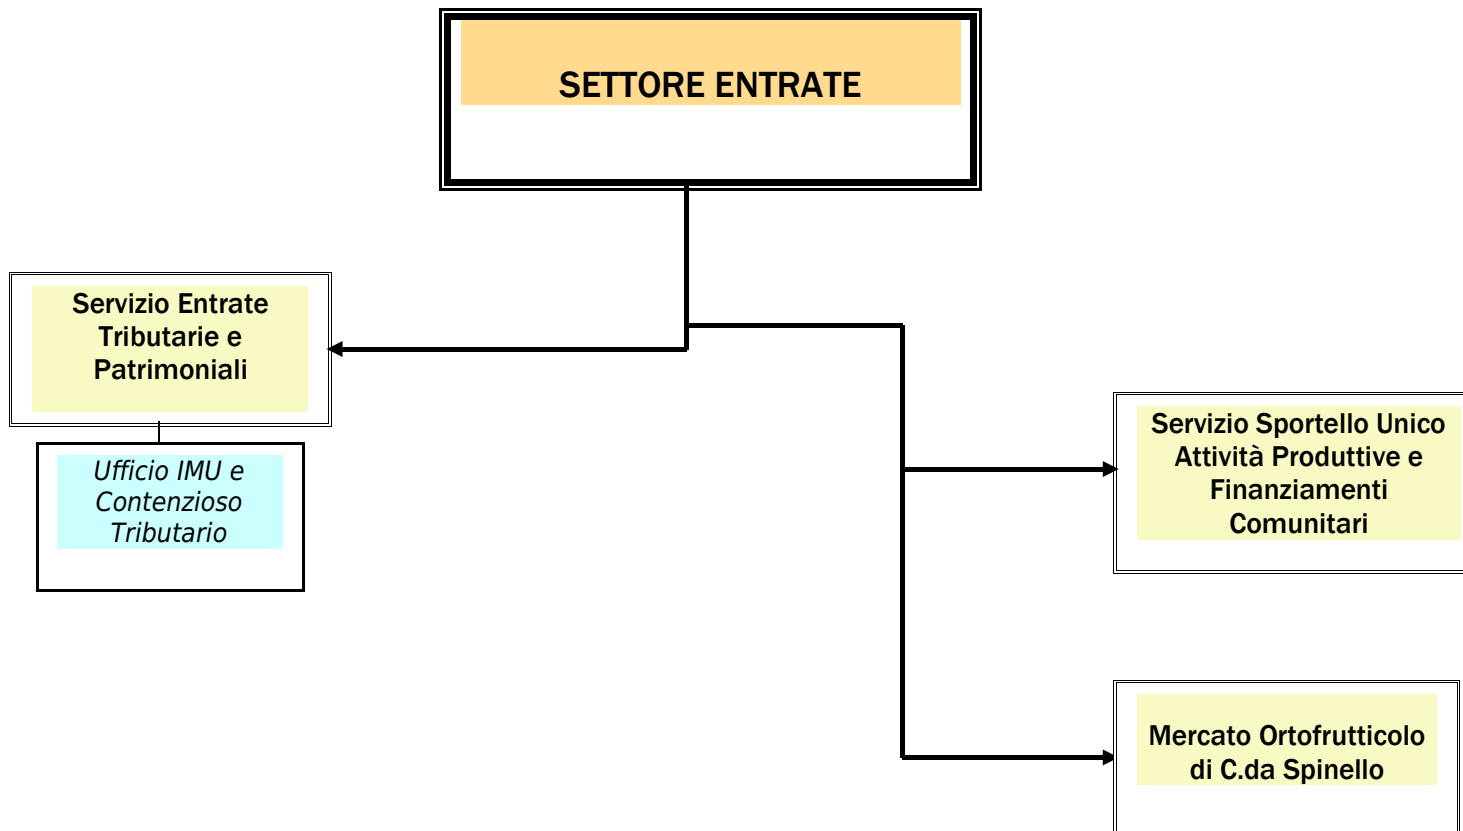 SETTORE ENTRATE
Servizio Entrate
Tributarie e
Patrimoniali
Ufficio IMU e
Contenzioso
Tributario
Servizio Sportello Unico
Attività Produttive e
Finanziamenti
Comunitari
Mercato Ortofrutticolo
di C.da Spinello